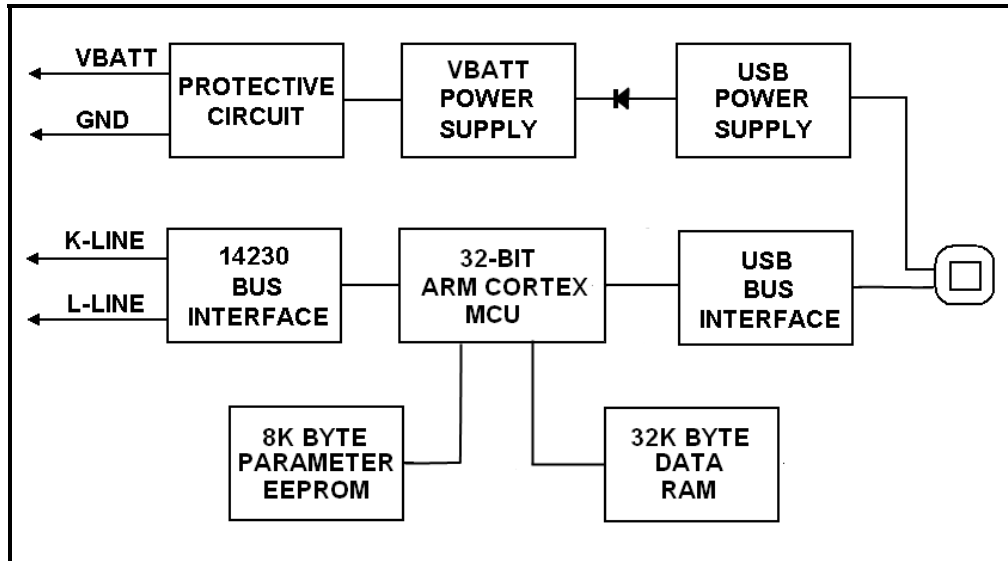 VBATT
GND
PROTECTIVE
CIRCUIT
VBATT
POWER
SUPPLY
USB
POWER
SUPPLY
K-LINE
L-LINE
14230
BUS
INTERFACE
32-BIT
ARM CORTEX
MCU
USB
BUS
INTERFACE
8K BYTE
PARAMETER
EEPROM
32K BYTE
DATA
RAM